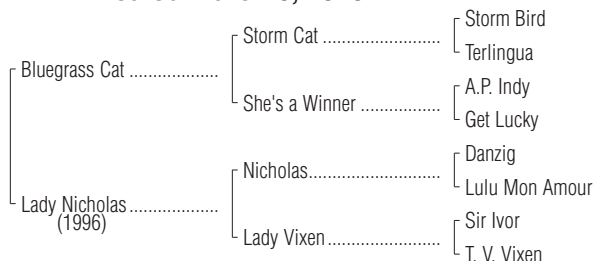 Storm Bird
Storm Cat ........................
Terlingua
Bluegrass Cat ..................
A.P. Indy
She's a Winner ................
Get Lucky
Danzig
Nicholas...........................
Lulu Mon Amour
Lady Nicholas..................
(1996)
Sir Ivor
Lady Vixen.......................
T. V. Vixen